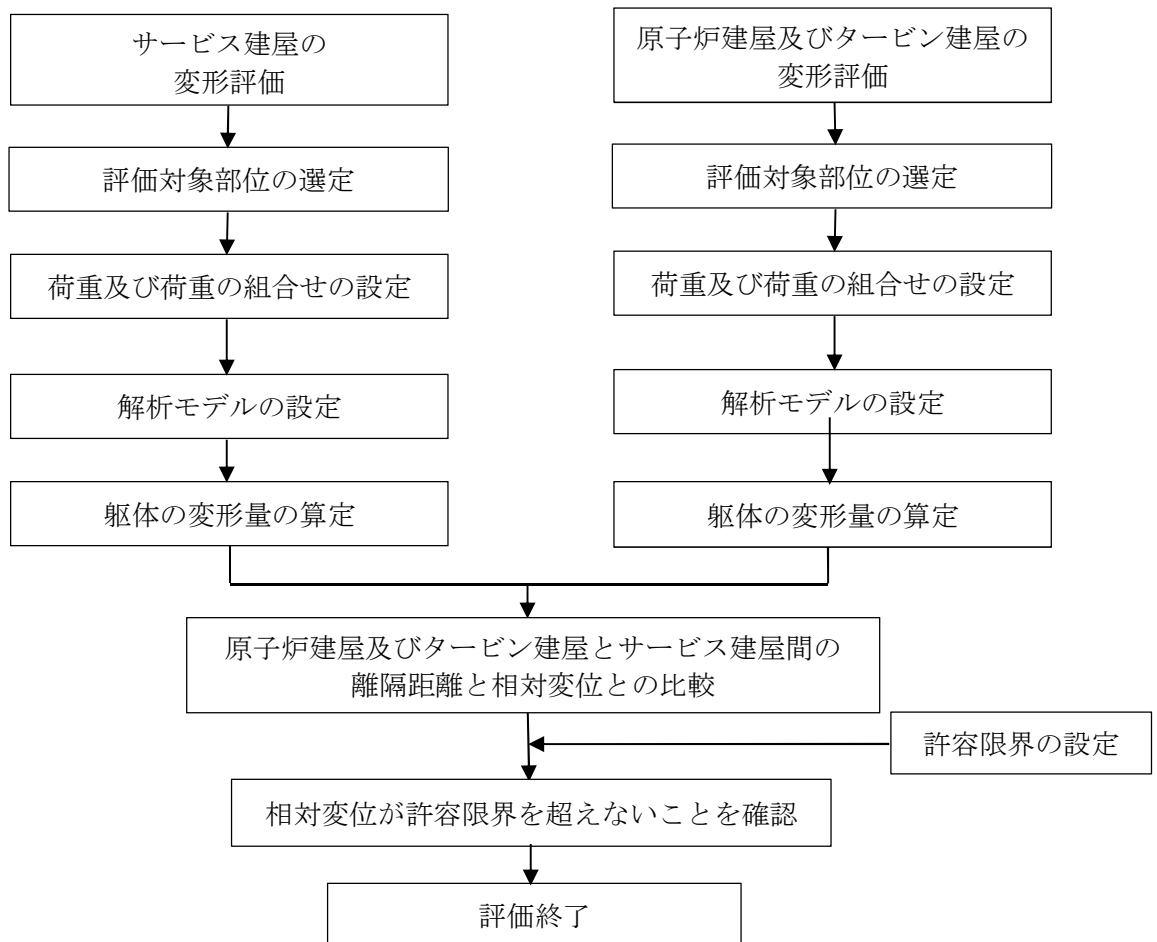 サービス建屋の
変形評価
評価対象部位の選定
荷重及び荷重の組合せの設定
解析モデルの設定
躯体の変形量の算定
原子炉建屋及びタービン建屋の
変形評価
評価対象部位の選定
荷重及び荷重の組合せの設定
解析モデルの設定
躯体の変形量の算定
原子炉建屋及びタービン建屋とサービス建屋間の
離隔距離と相対変位との比較
許容限界の設定
相対変位が許容限界を超えないことを確認
評価終了